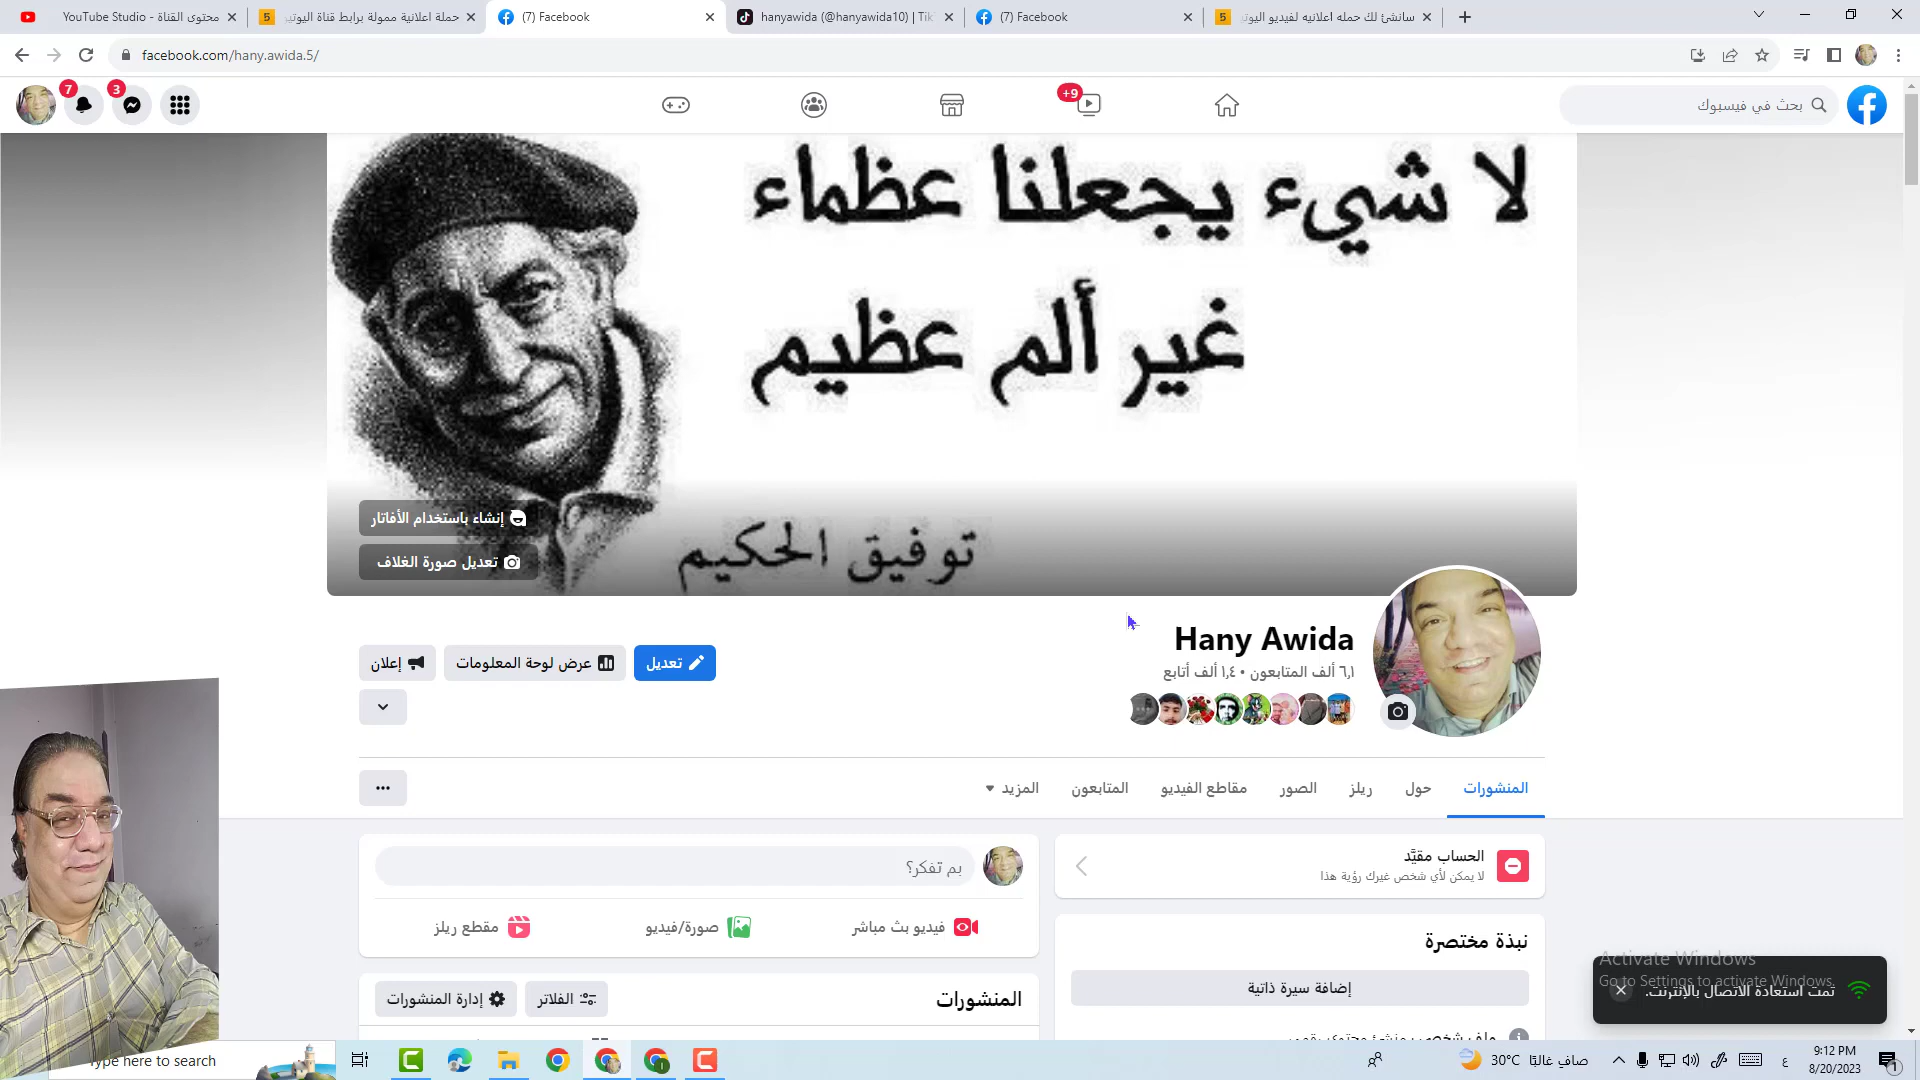 YouTube Studio - محتوى القناة
حملة اعلانية ممولة برابط قناة اليوتيو
(7) Facebook
hanyawida (@hanyawida10) | Tik
(7) Facebook
سانشئ لك حمله اعلانيه لفيديو اليوتي
facebook.com/hany.awida.5/
7
3
+9
بحث في فيسبوك
لا شيء يجعلنا عظماء
غير ألم عظيم
توفيق الحكيم
إنشاء باستخدام الأفاتار
تعديل صورة الغلاف
Hany Awida
٦,١ ألف المتابعون • ١,٤ ألف أتابع
تعديل
عرض لوحة المعلومات
إعلان
المنشورات
حول
ريلز
الصور
مقاطع الفيديو
المتابعون
المزيد
الحساب مقيَّد
لا يمكن لأي شخص غيرك رؤية هذا
بم تفكر؟
فيديو بث مباشر
صورة/فيديو
مقطع ريلز
نبذة مختصرة
إضافة سيرة ذاتية
المنشورات
الفلاتر
إدارة المنشورات
Activate Windows
Go to Settings to activate Windows.
تمت استعادة الاتصال بالإنترنت.
Type here to search
30°C صافٍ غالبًا
ع
9:12 PM
8/20/2023
1